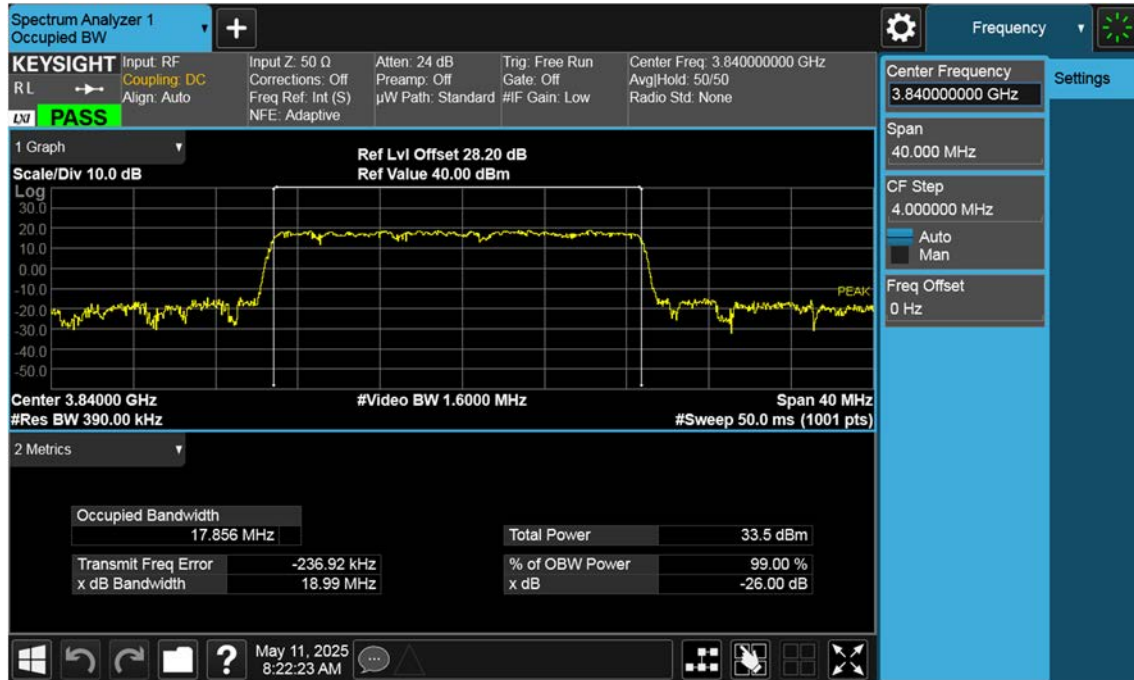 Spectrum Analyzer 1
Occupied BW
+
Frequency
KEYSIGHT
R L
LXI
PASS
Input: RF
Coupling: DC
Align: Auto
Input Z: 50 Ω
Corrections: Off
Freq Ref: Int (S)
NFE: Adaptive
Atten: 24 dB
Preamp: Off
µW Path: Standard
Trig: Free Run
Gate: Off
#IF Gain: Low
Center Freq: 3.840000000 GHz
Avg|Hold: 50/50
Radio Std: None
Center Frequency
3.840000000 GHz
Settings
Span
40.000 MHz
CF Step
4.000000 MHz
Auto
Man
Freq Offset
0 Hz
1 Graph
Scale/Div 10.0 dB
Ref Lvl Offset 28.20 dB
Ref Value 40.00 dBm
Log
30.0
20.0
10.0
0.00
-10.0
-20.0
-30.0
-40.0
-50.0
PEAK
Center 3.84000 GHz
#Video BW 1.6000 MHz
Span 40 MHz
#Res BW 390.00 kHz
#Sweep 50.0 ms (1001 pts)
2 Metrics
Occupied Bandwidth
17.856 MHz
Total Power 33.5 dBm
Transmit Freq Error -236.92 kHz
% of OBW Power 99.00 %
x dB Bandwidth 18.99 MHz
x dB -26.00 dB
?
May 11, 2025
8:22:23 AM